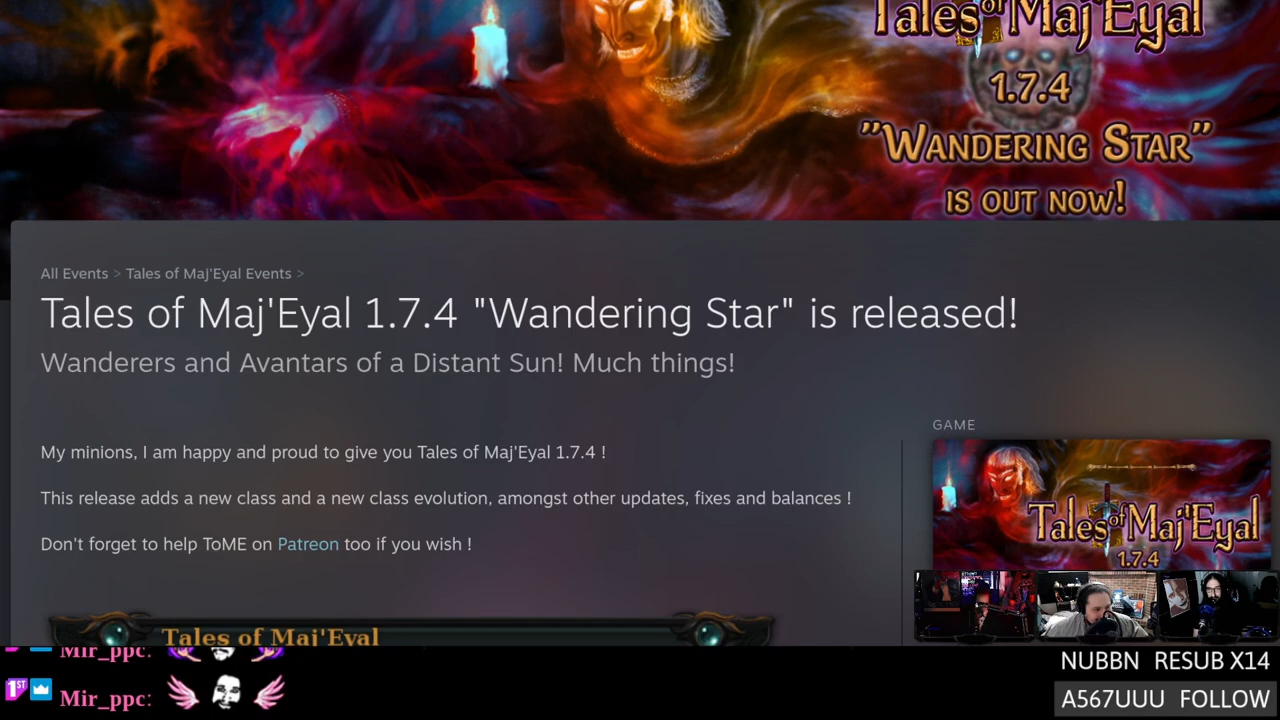 Tales of Maj'Eyal
1.7.4
"WANDERING STAR"
IS OUT NOW!
All Events > Tales of Maj'Eyal Events >
Tales of Maj'Eyal 1.7.4 "Wandering Star" is released!
Wanderers and Avantars of a Distant Sun! Much things!
My minions, I am happy and proud to give you Tales of Maj'Eyal 1.7.4 !
This release adds a new class and a new class evolution, amongst other updates, fixes and balances !
Don't forget to help ToME on Patreon too if you wish !
GAME
Tales of Maj'Eyal
1.7.4
Tales of Maj'Eyal
Mir_ppc:
1ST Mir_ppc:
NUBBN RESUB X14
A567UUU FOLLOW